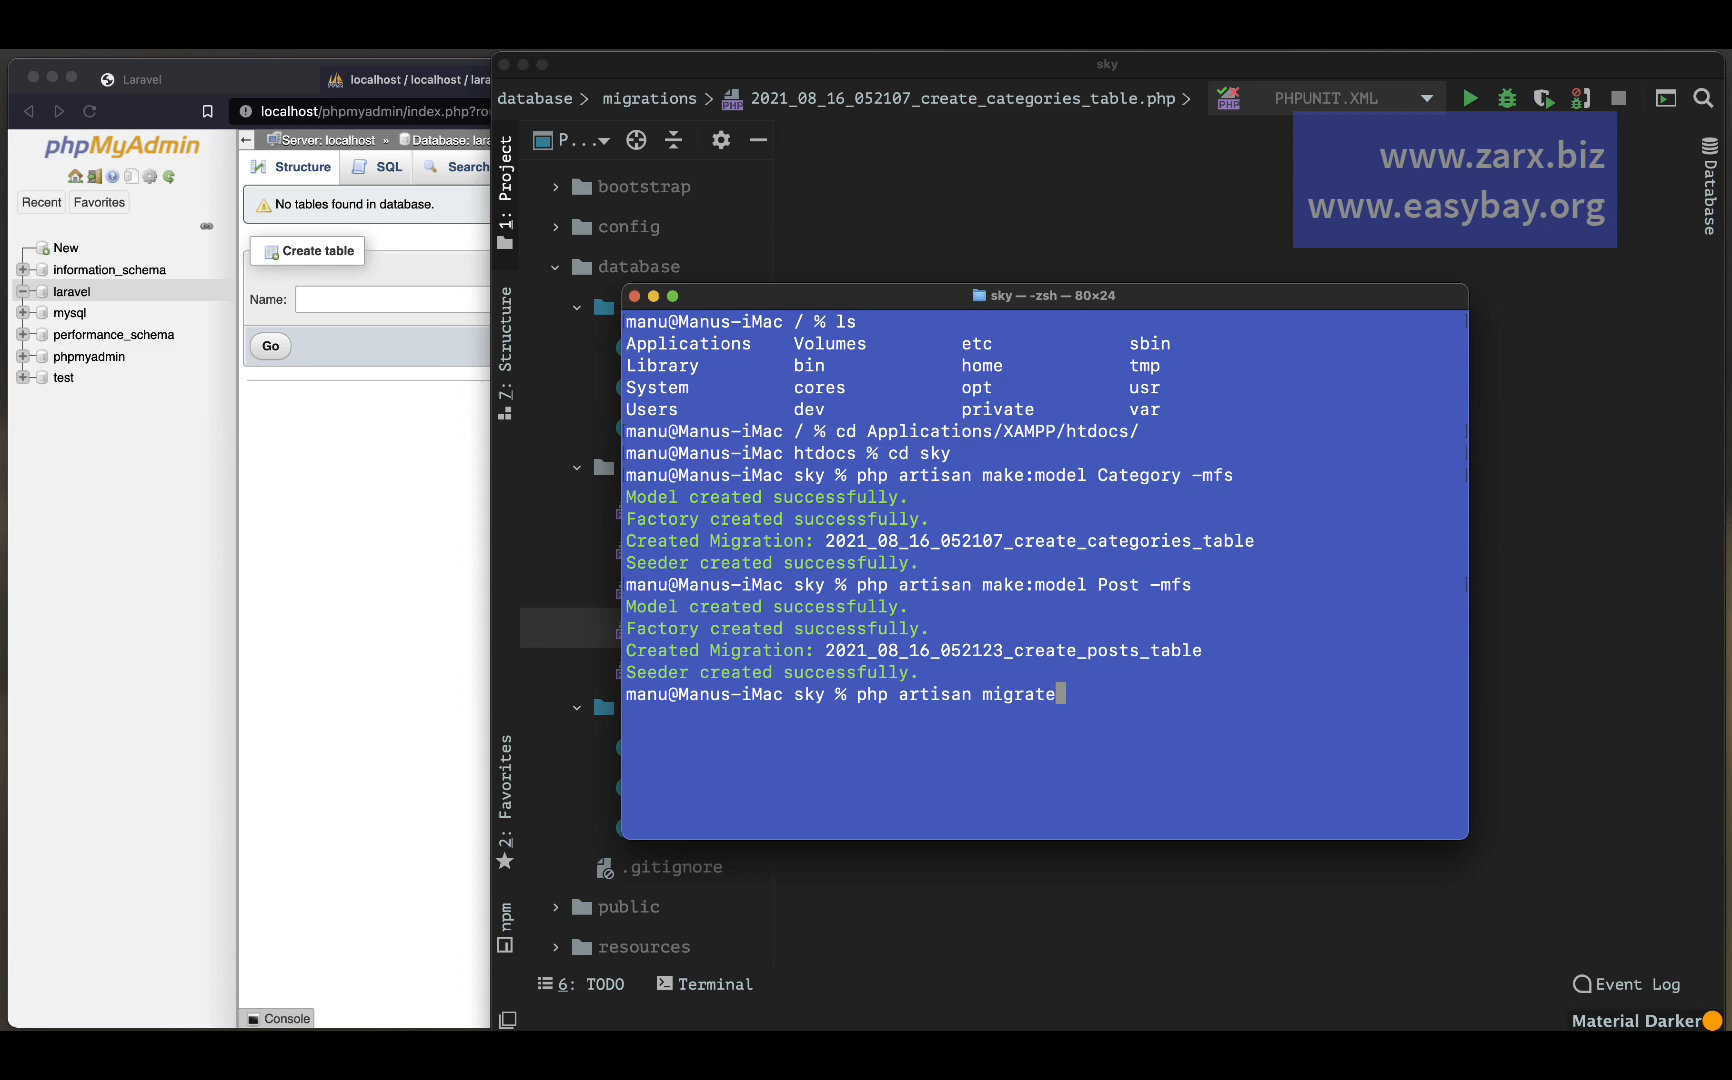 Laravel
localhost / localhost / lara
localhost/phpmyadmin/index.php?ro
phpMyAdmin
Recent
Favorites
New
information_schema
laravel
mysql
performance_schema
phpmyadmin
test
Server: localhost » Database: lara
Structure
SQL
Search
No tables found in database.
Create table
Name:
Go
Console
sky
database > migrations > 2021_08_16_052107_create_categories_table.php >
PHPUNIT.XML
P...
1: Project
7: Structure
2: Favorites
npm
bootstrap
config
database
www.zarx.biz
www.easybay.org
Database
sky — -zsh — 80×24
manu@Manus-iMac / % ls
Applications Volumes etc sbin
Library bin home tmp
System cores opt usr
Users dev private var
manu@Manus-iMac / % cd Applications/XAMPP/htdocs/
manu@Manus-iMac htdocs % cd sky
manu@Manus-iMac sky % php artisan make:model Category -mfs
Model created successfully.
Factory created successfully.
Created Migration: 2021_08_16_052107_create_categories_table
Seeder created successfully.
manu@Manus-iMac sky % php artisan make:model Post -mfs
Model created successfully.
Factory created successfully.
Created Migration: 2021_08_16_052123_create_posts_table
Seeder created successfully.
manu@Manus-iMac sky % php artisan migrate
.gitignore
public
resources
6: TODO
Terminal
Event Log
Material Darker